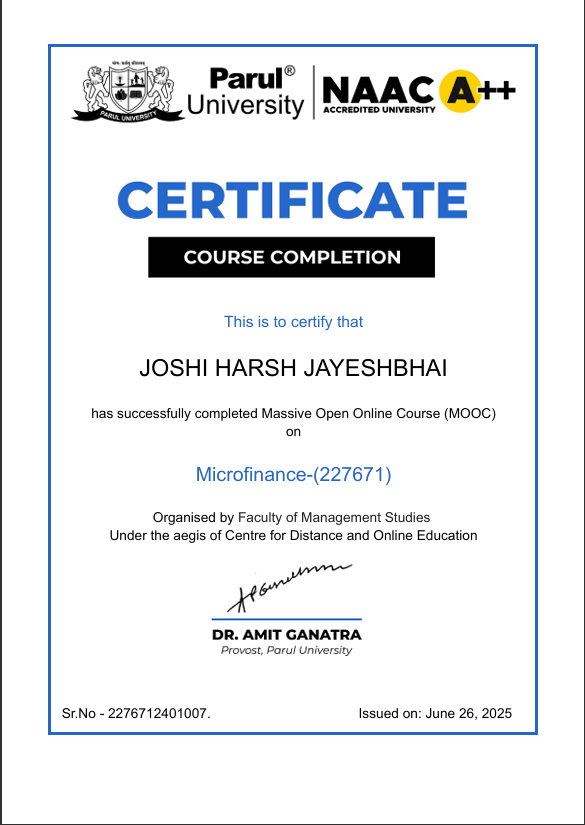 PARUL UNIVERSITY
Parul®
University
NAAC A++
ACCREDITED UNIVERSITY
CERTIFICATE
COURSE COMPLETION
This is to certify that
JOSHI HARSH JAYESHBHAI
has successfully completed Massive Open Online Course (MOOC)
on
Microfinance-(227671)
Organised by Faculty of Management Studies
Under the aegis of Centre for Distance and Online Education
DR. AMIT GANATRA
Provost, Parul University
Sr.No - 2276712401007.
Issued on: June 26, 2025